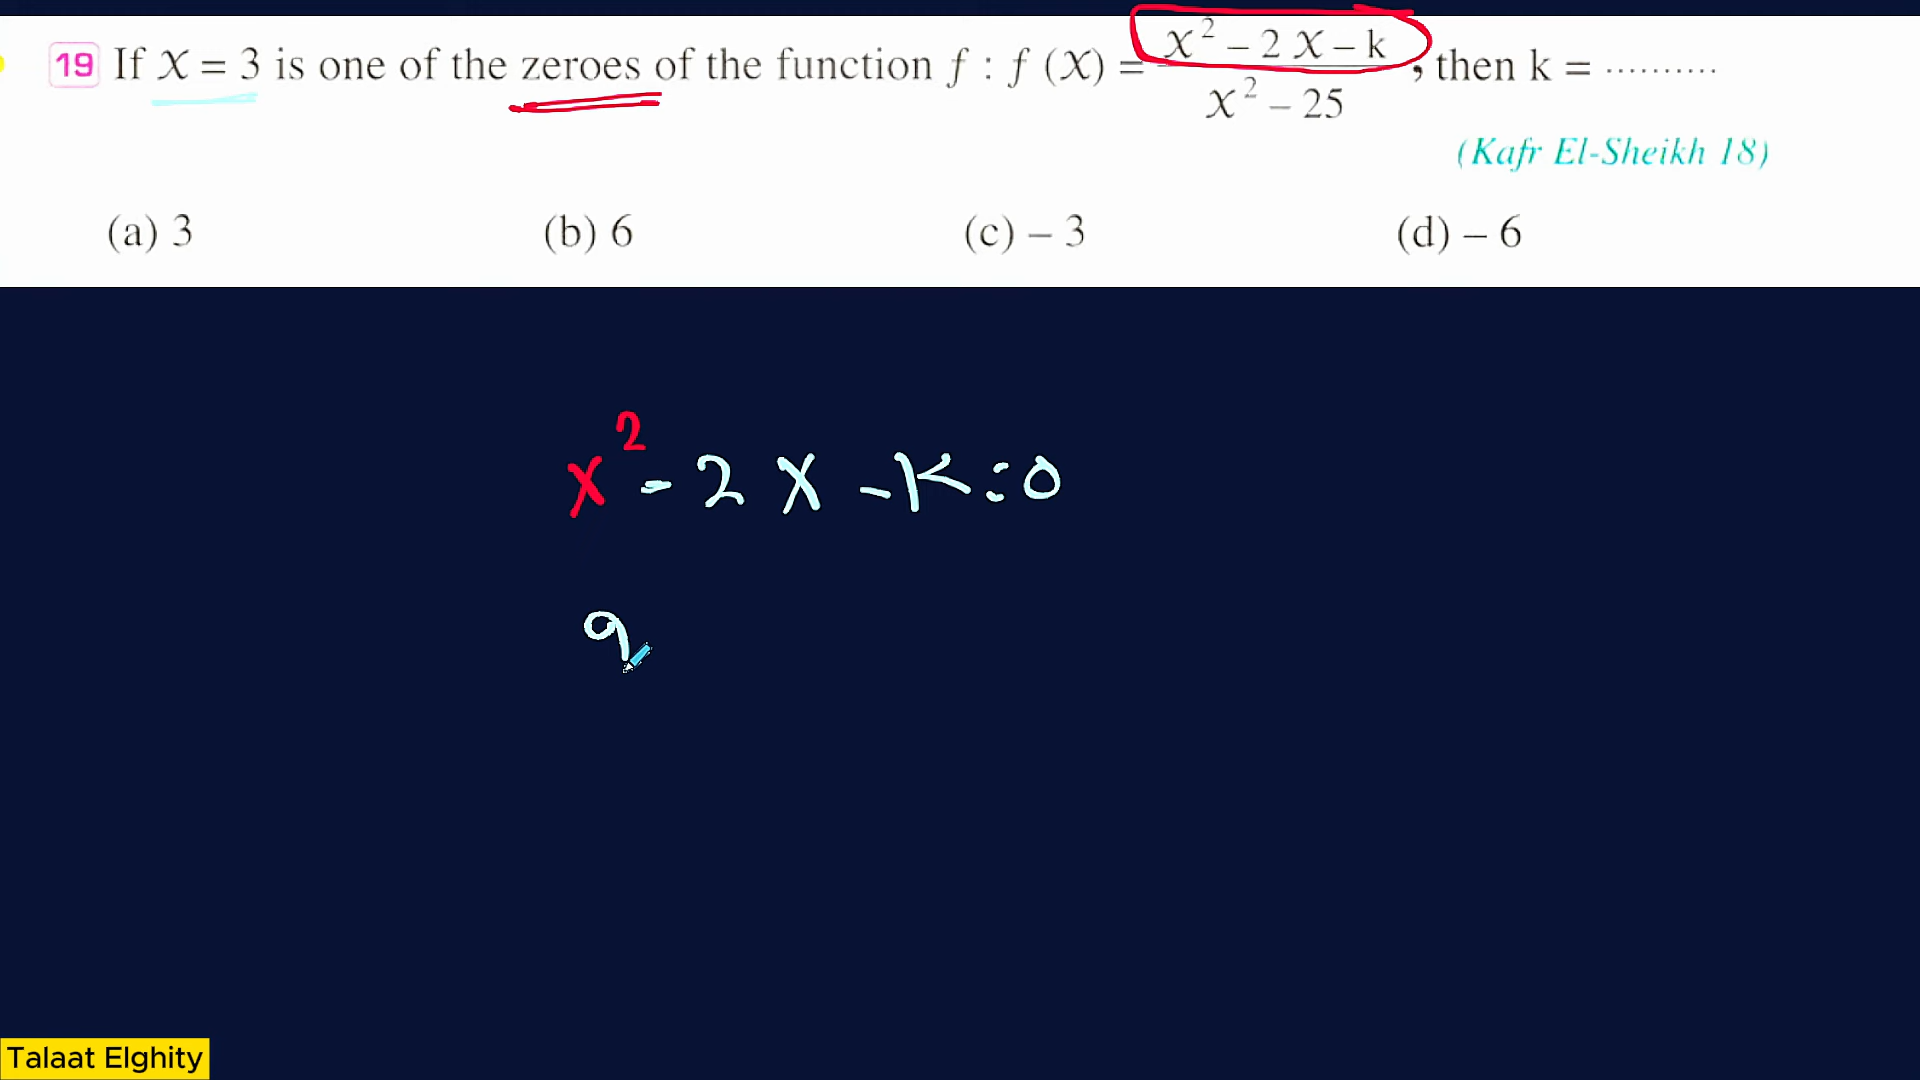 19 If X = 3 is one of the zeroes of the function f : f (X) = (X² – 2 X – k) / (X² – 25) , then k = ..........
(Kafr El-Sheikh 18)
(a) 3 (b) 6 (c) – 3 (d) – 6
x² - 2 x - K = 0
9
Talaat Elghity